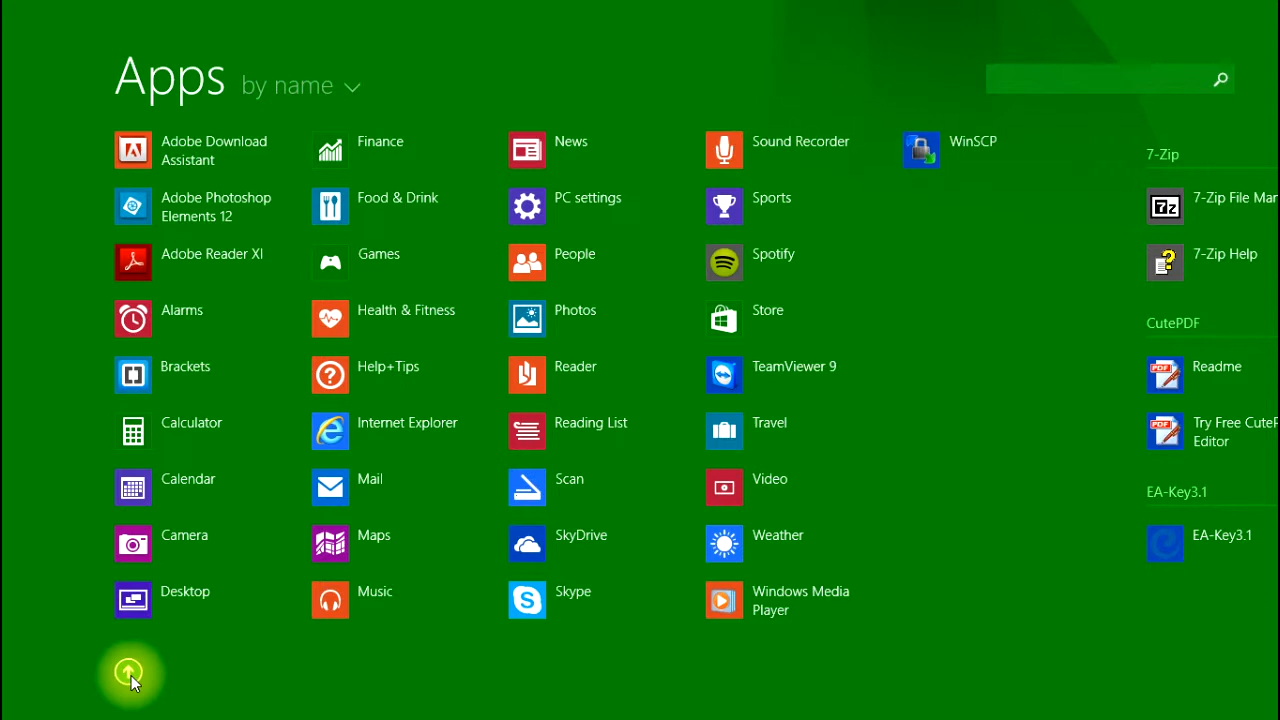 Apps by name
Adobe Download
Assistant
Adobe Photoshop
Elements 12
Adobe Reader XI
Alarms
Brackets
Calculator
Calendar
Camera
Desktop
Finance
Food & Drink
Games
Health & Fitness
Help+Tips
Internet Explorer
Mail
Maps
Music
News
PC settings
People
Photos
Reader
Reading List
Scan
SkyDrive
Skype
Sound Recorder
Sports
Spotify
Store
TeamViewer 9
Travel
Video
Weather
Windows Media
Player
WinSCP
7-Zip
7-Zip File Mar
7-Zip Help
CutePDF
Readme
Try Free CuteP
Editor
EA-Key3.1
EA-Key3.1